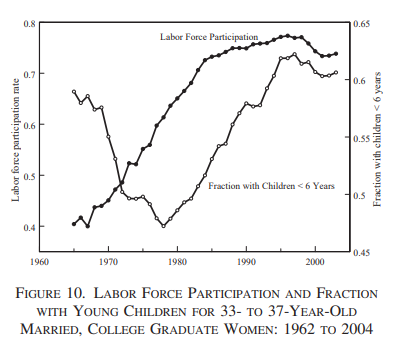 0.8
0.65
Labor Force Participation
0.7
0.6
0.6
0.55
0.5
0.5
Fraction with Children < 6 Years
0.4
0.45
1960
1970
1980
1990
2000
Labor force participation rate
Fraction with children < 6 years
FIGURE 10. LABOR FORCE PARTICIPATION AND FRACTION
WITH YOUNG CHILDREN FOR 33- TO 37-YEAR-OLD
MARRIED, COLLEGE GRADUATE WOMEN: 1962 TO 2004